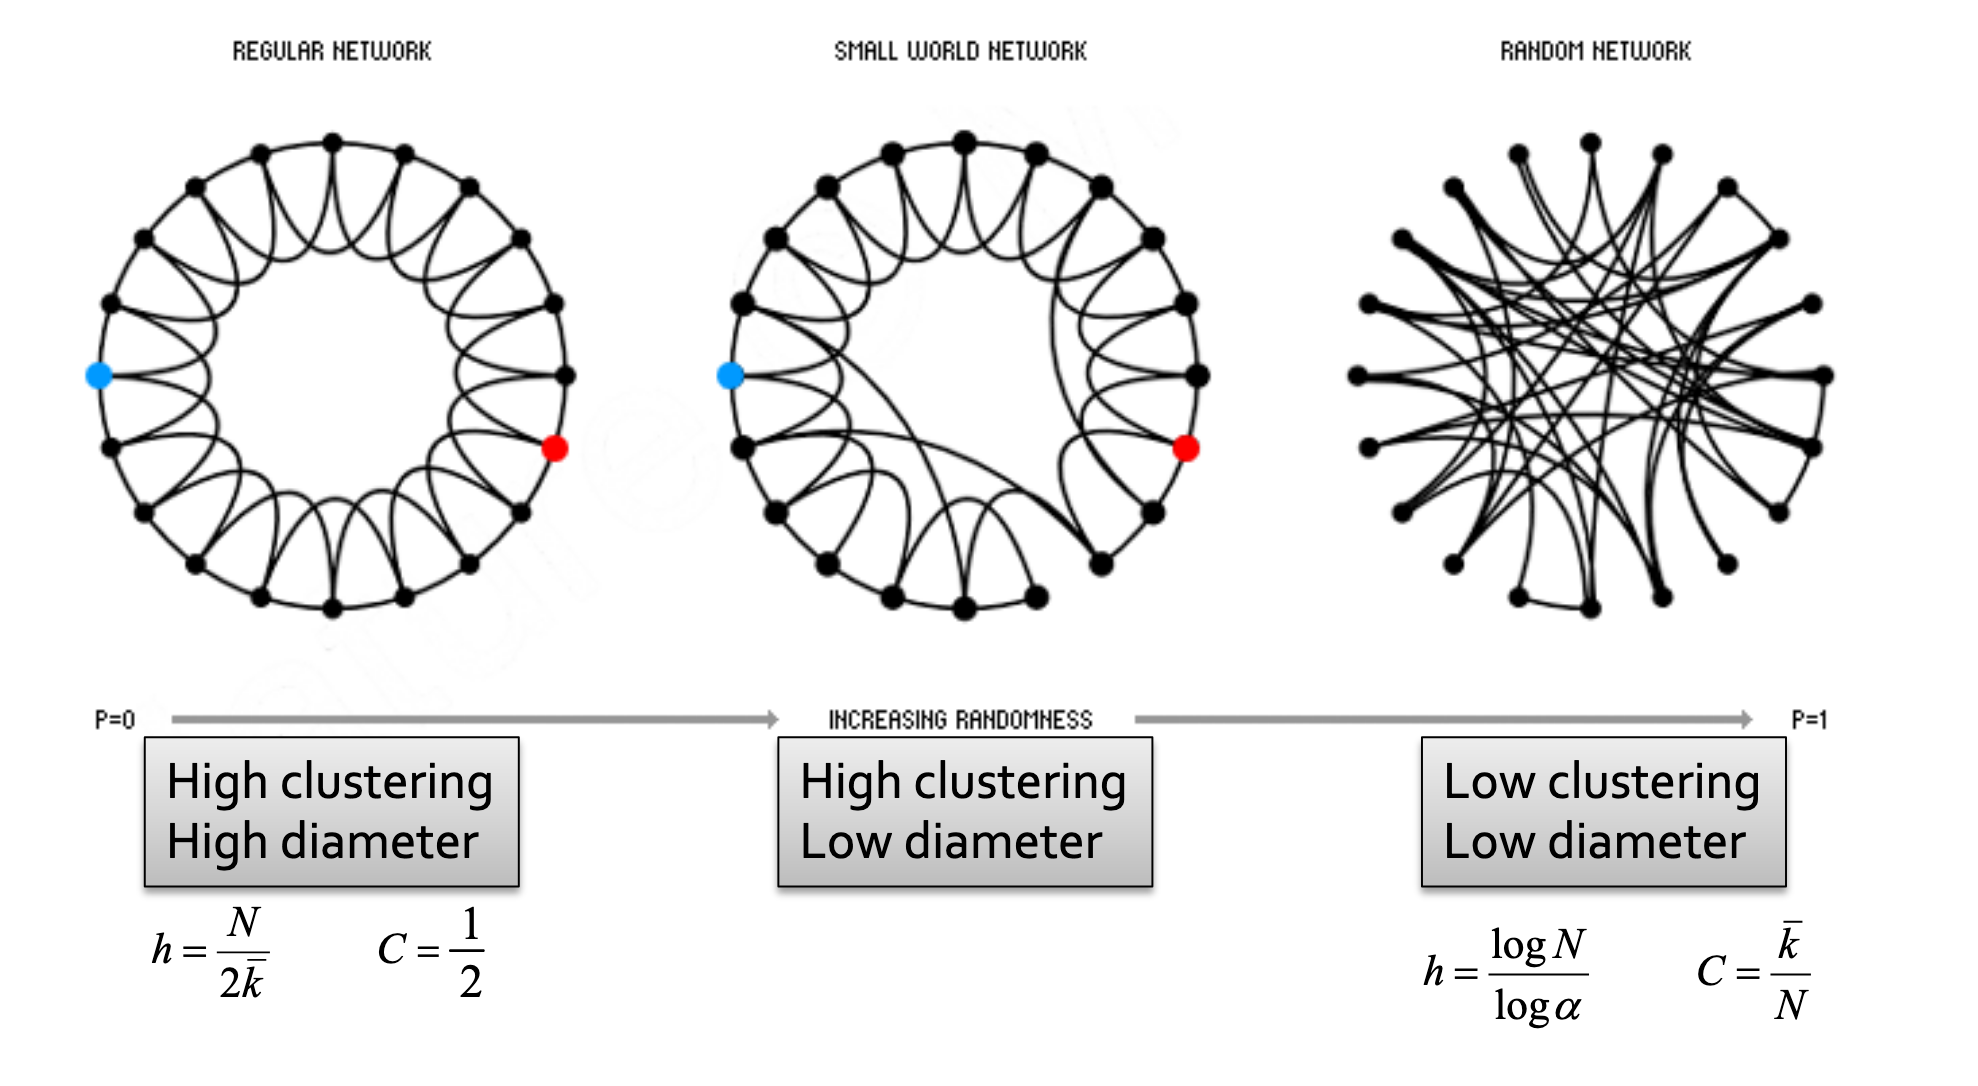 REGULAR NETWORK
SMALL WORLD NETWORK
RANDOM NETWORK
P=0
INCREASING RANDOMNESS
P=1
High clustering
High diameter
High clustering
Low diameter
Low clustering
Low diameter
h = N / 2k̄
C = 1 / 2
h = log N / log α
C = k̄ / N